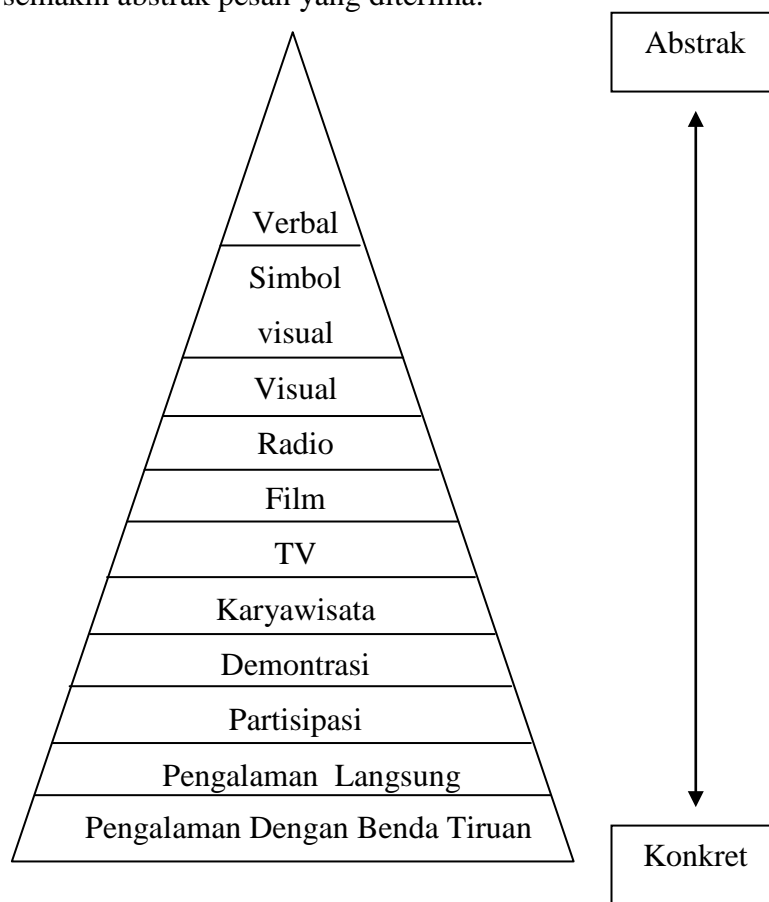 semakin abstrak pesan yang diterima.
Abstrak
Verbal
Simbol
visual
Visual
Radio
Film
TV
Karyawisata
Demontrasi
Partisipasi
Pengalaman Langsung
Pengalaman Dengan Benda Tiruan
Konkret